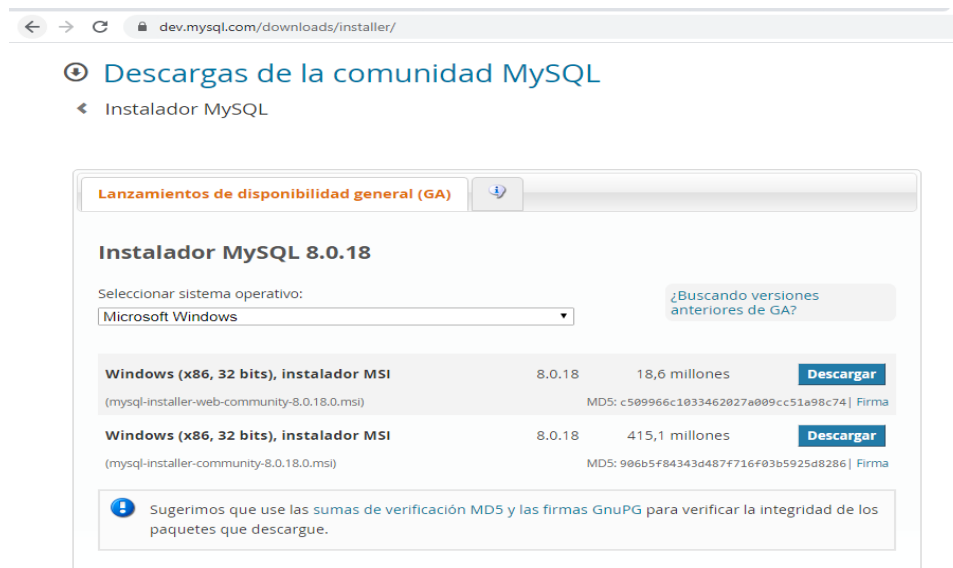 dev.mysql.com/downloads/installer/
Descargas de la comunidad MySQL
Instalador MySQL
Lanzamientos de disponibilidad general (GA)
Instalador MySQL 8.0.18
Seleccionar sistema operativo:
Microsoft Windows
¿Buscando versiones
anteriores de GA?
Windows (x86, 32 bits), instalador MSI 8.0.18 18,6 millones Descargar
(mysql-installer-web-community-8.0.18.0.msi) MD5: c509966c1033462027a009cc51a98c74| Firma
Windows (x86, 32 bits), instalador MSI 8.0.18 415,1 millones Descargar
(mysql-installer-community-8.0.18.0.msi) MD5: 906b5f84343d487f716f03b5925d8286| Firma
Sugerimos que use las sumas de verificación MD5 y las firmas GnuPG para verificar la integridad de los
paquetes que descargue.